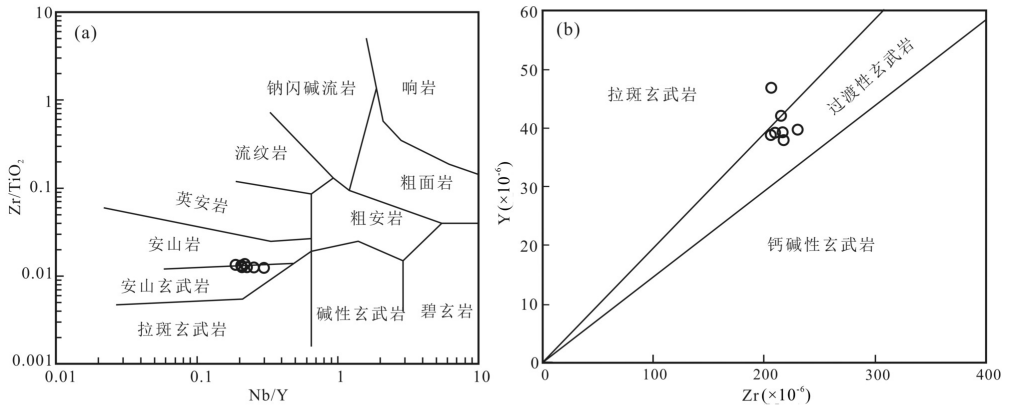 (a)
10
1
0.1
0.01
0.001
Zr/TiO₂
钠闪碱流岩
响岩
流纹岩
粗面岩
英安岩
粗安岩
安山岩
安山玄武岩
拉斑玄武岩
碱性玄武岩
碧玄岩
0.01
0.1
1
10
Nb/Y
(b)
60
50
40
30
20
10
0
Y(×10⁻⁶)
拉斑玄武岩
过渡性玄武岩
钙碱性玄武岩
0
100
200
300
400
Zr(×10⁻⁶)